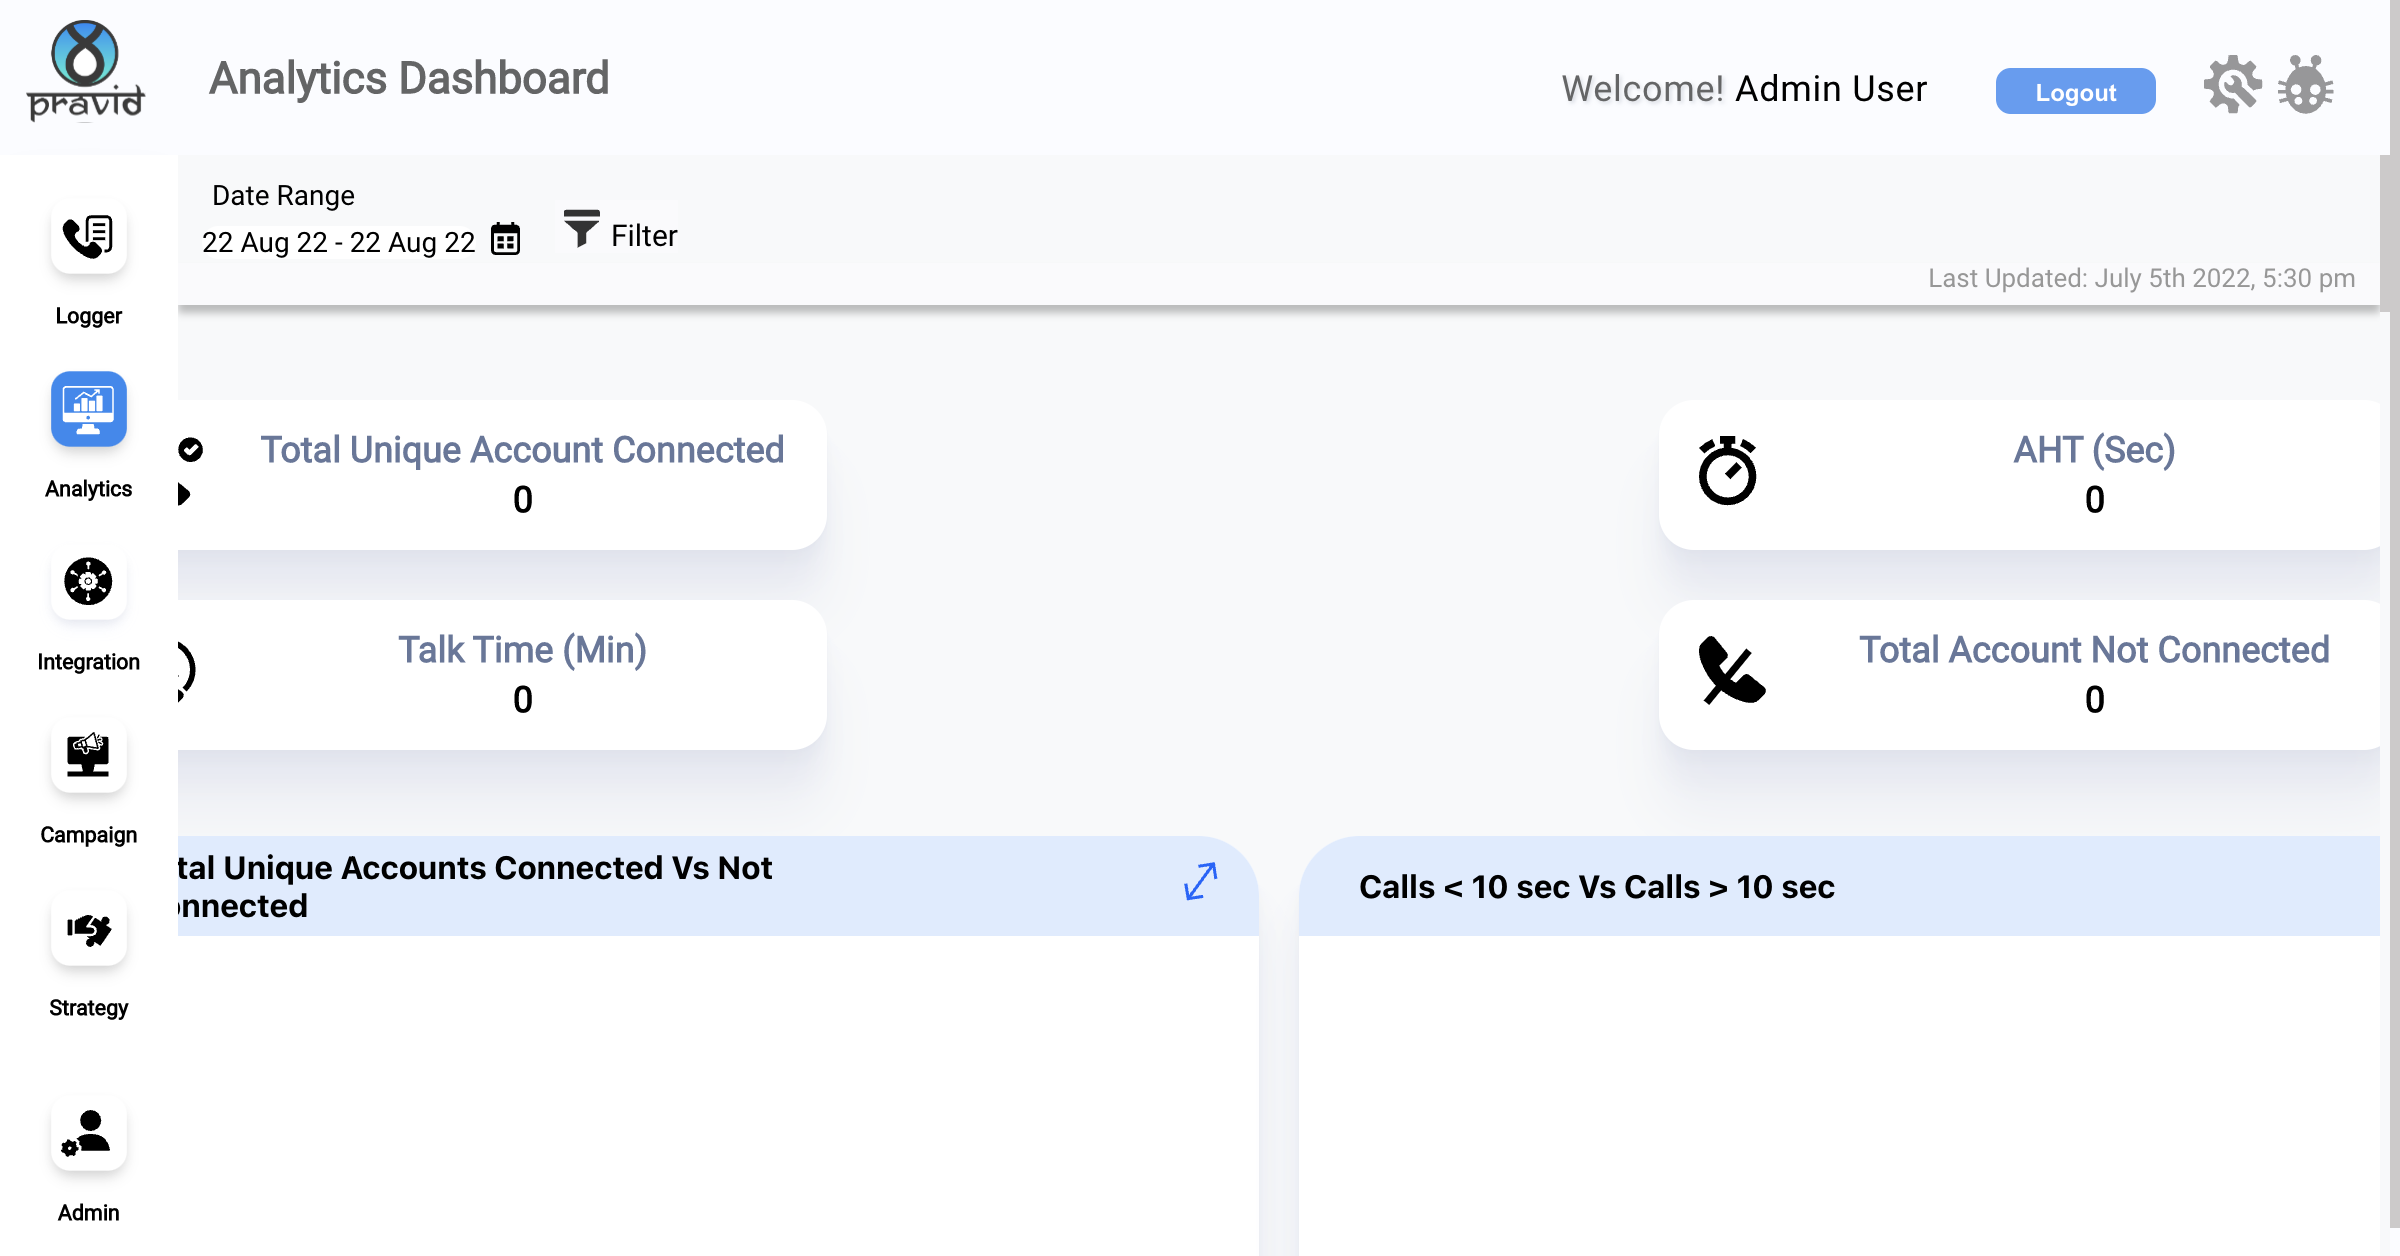 pravid
Analytics Dashboard
Welcome! Admin User
Logout
Date Range
22 Aug 22 - 22 Aug 22
Filter
Last Updated: July 5th 2022, 5:30 pm
Logger
Analytics
Integration
Campaign
Strategy
Admin
Total Unique Account Connected
0
AHT (Sec)
0
Talk Time (Min)
0
Total Account Not Connected
0
tal Unique Accounts Connected Vs Not
nnected
Calls < 10 sec Vs Calls > 10 sec